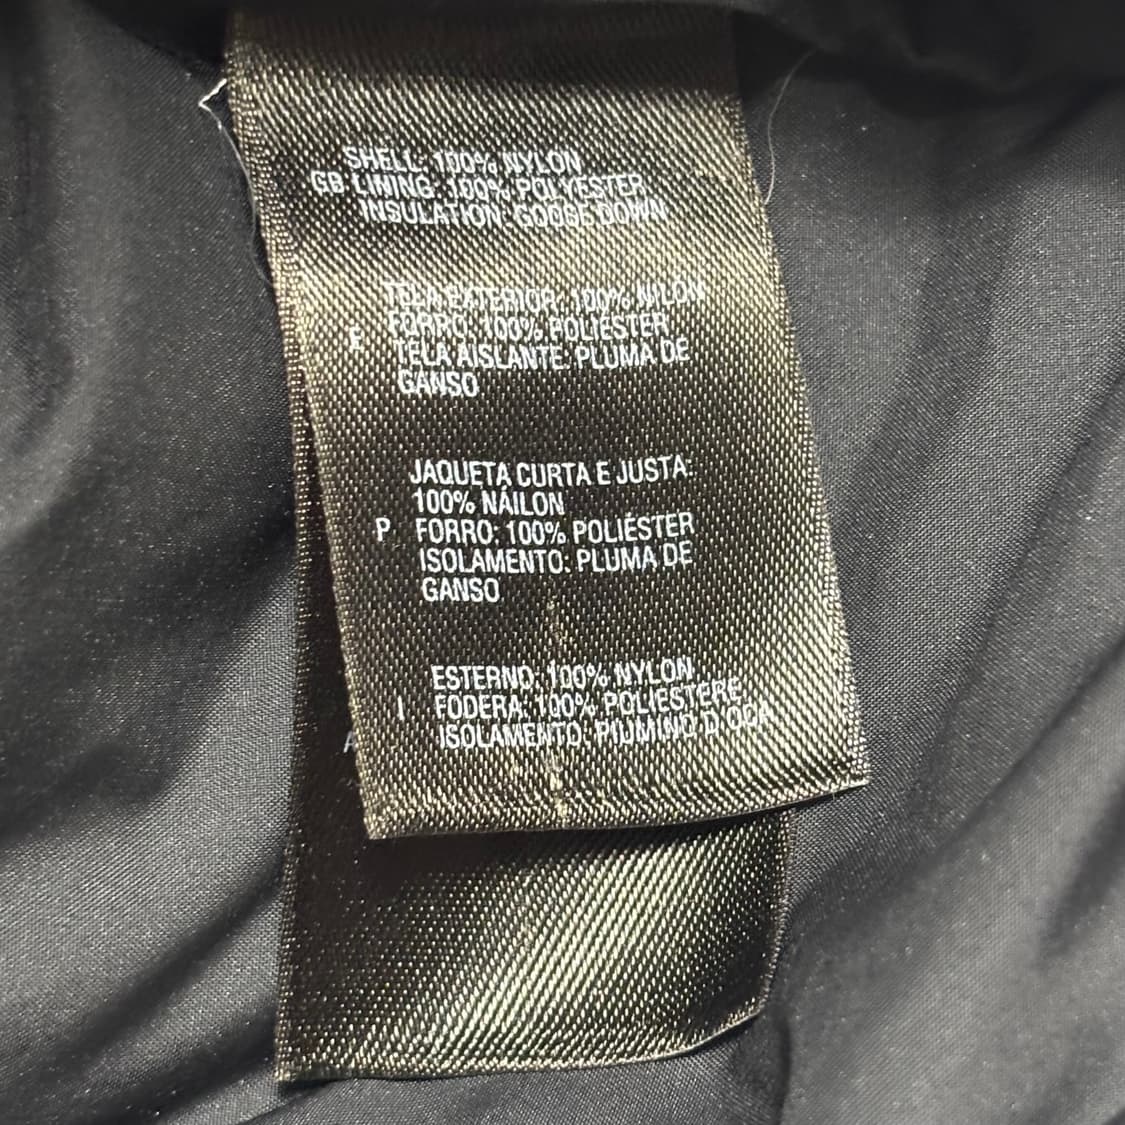 SHELL: 100% NYLON
GB LINING: 100% POLYESTER
INSULATION: GOOSE DOWN
TELA EXTERIOR: 100% NILÓN
E FORRO: 100% POLIÉSTER
TELA AISLANTE: PLUMA DE
GANSO
JAQUETA CURTA E JUSTA:
100% NÁILON
P FORRO: 100% POLIÉSTER
ISOLAMENTO: PLUMA DE
GANSO
ESTERNO: 100% NYLON
I FODERA: 100% POLIESTERE
ISOLAMENTO: PIUMINO D'OCA
A